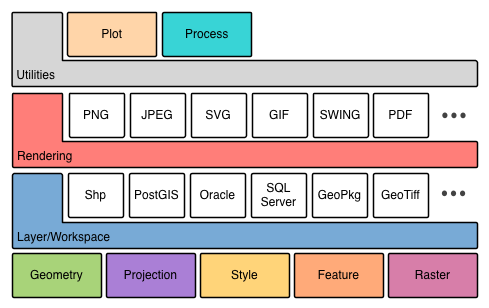 Plot
Process
Utilities
PNG
JPEG
SVG
GIF
SWING
PDF
•••
Rendering
Shp
PostGIS
Oracle
SQL
Server
GeoPkg
GeoTiff
•••
Layer/Workspace
Geometry
Projection
Style
Feature
Raster